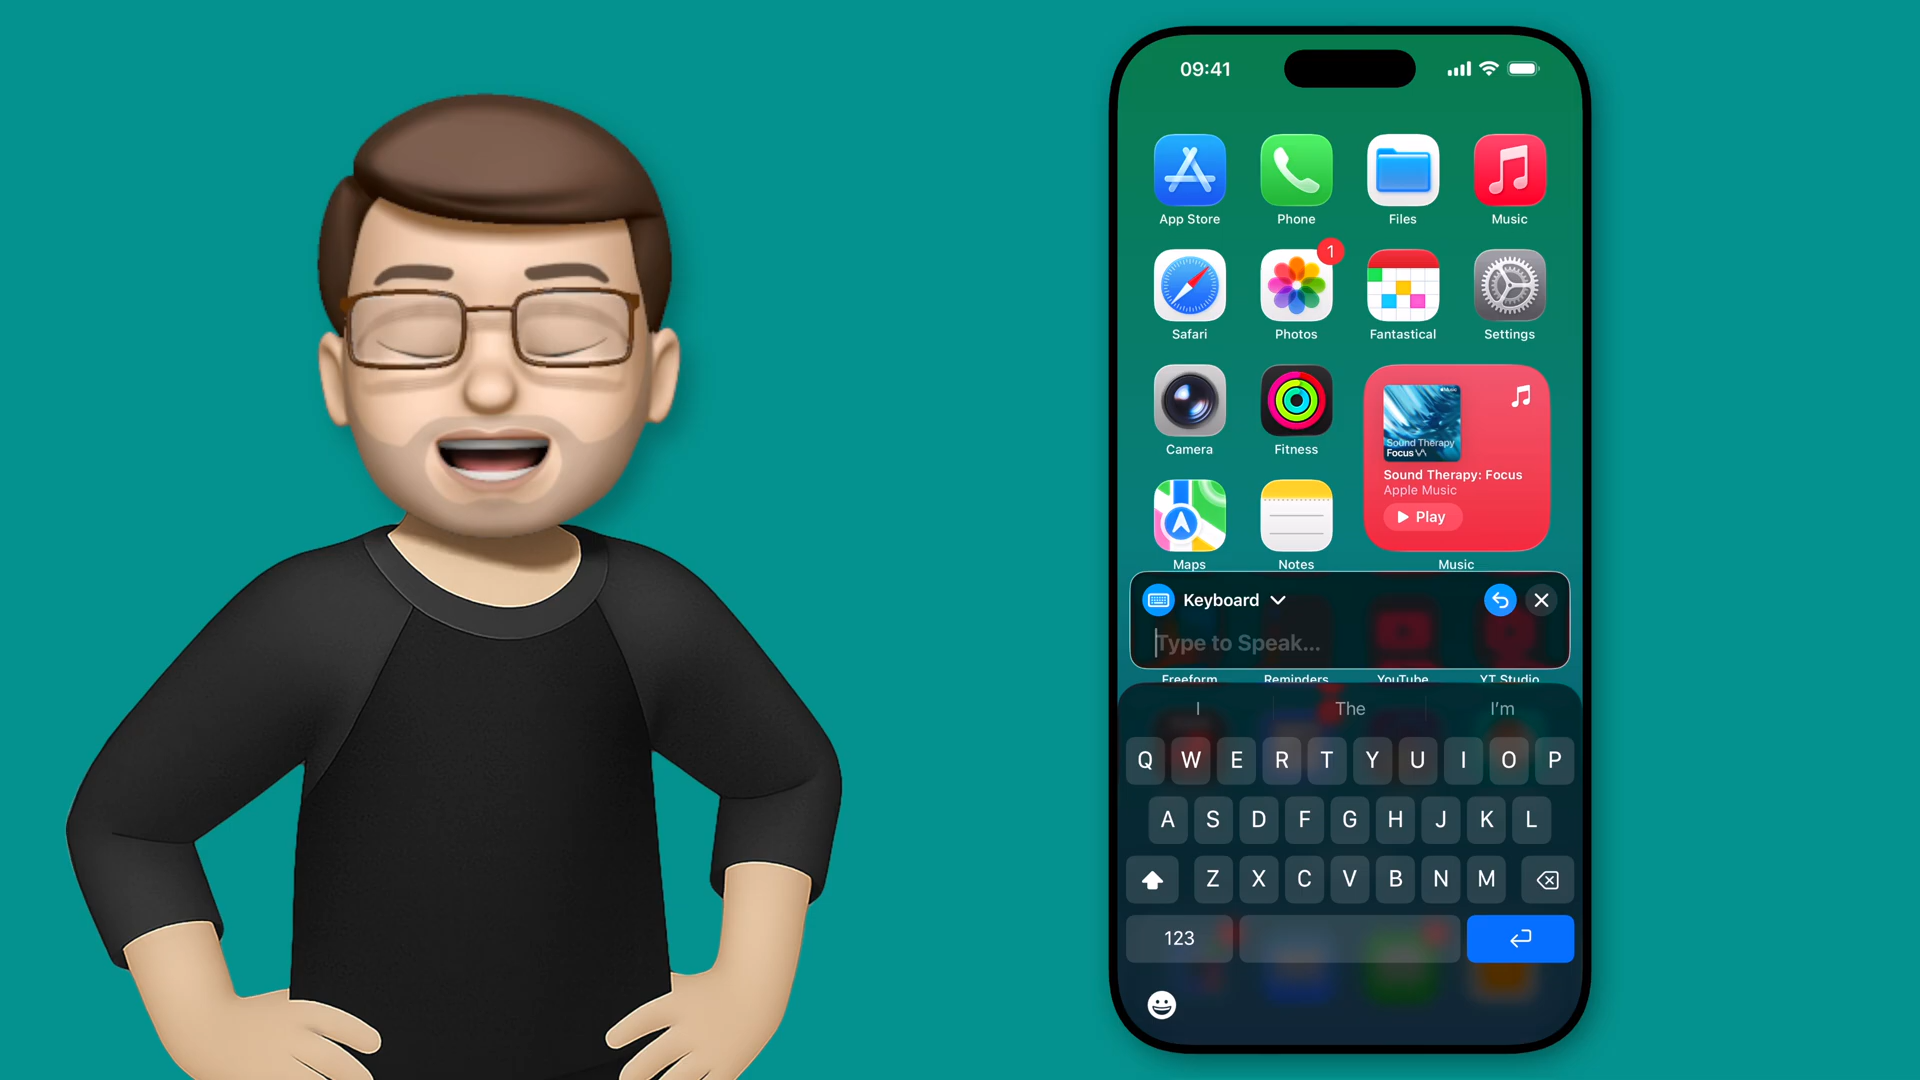 09:41
App Store Phone Files Music
1
Safari Photos Fantastical Settings
Sound Therapy
Focus
Sound Therapy: Focus
Apple Music
Play
Camera Fitness
Maps Notes Music
Keyboard
Type to Speak...
Freeform Reminders YouTube YT Studio
I The I'm
Q W E R T Y U I O P
A S D F G H J K L
Z X C V B N M
123